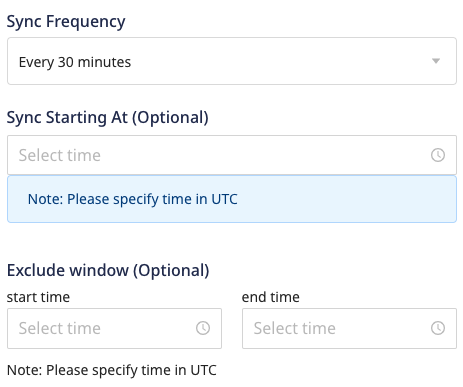 Sync Frequency
Every 30 minutes
Sync Starting At (Optional)
Select time
Note: Please specify time in UTC
Exclude window (Optional)
start time end time
Select time Select time
Note: Please specify time in UTC